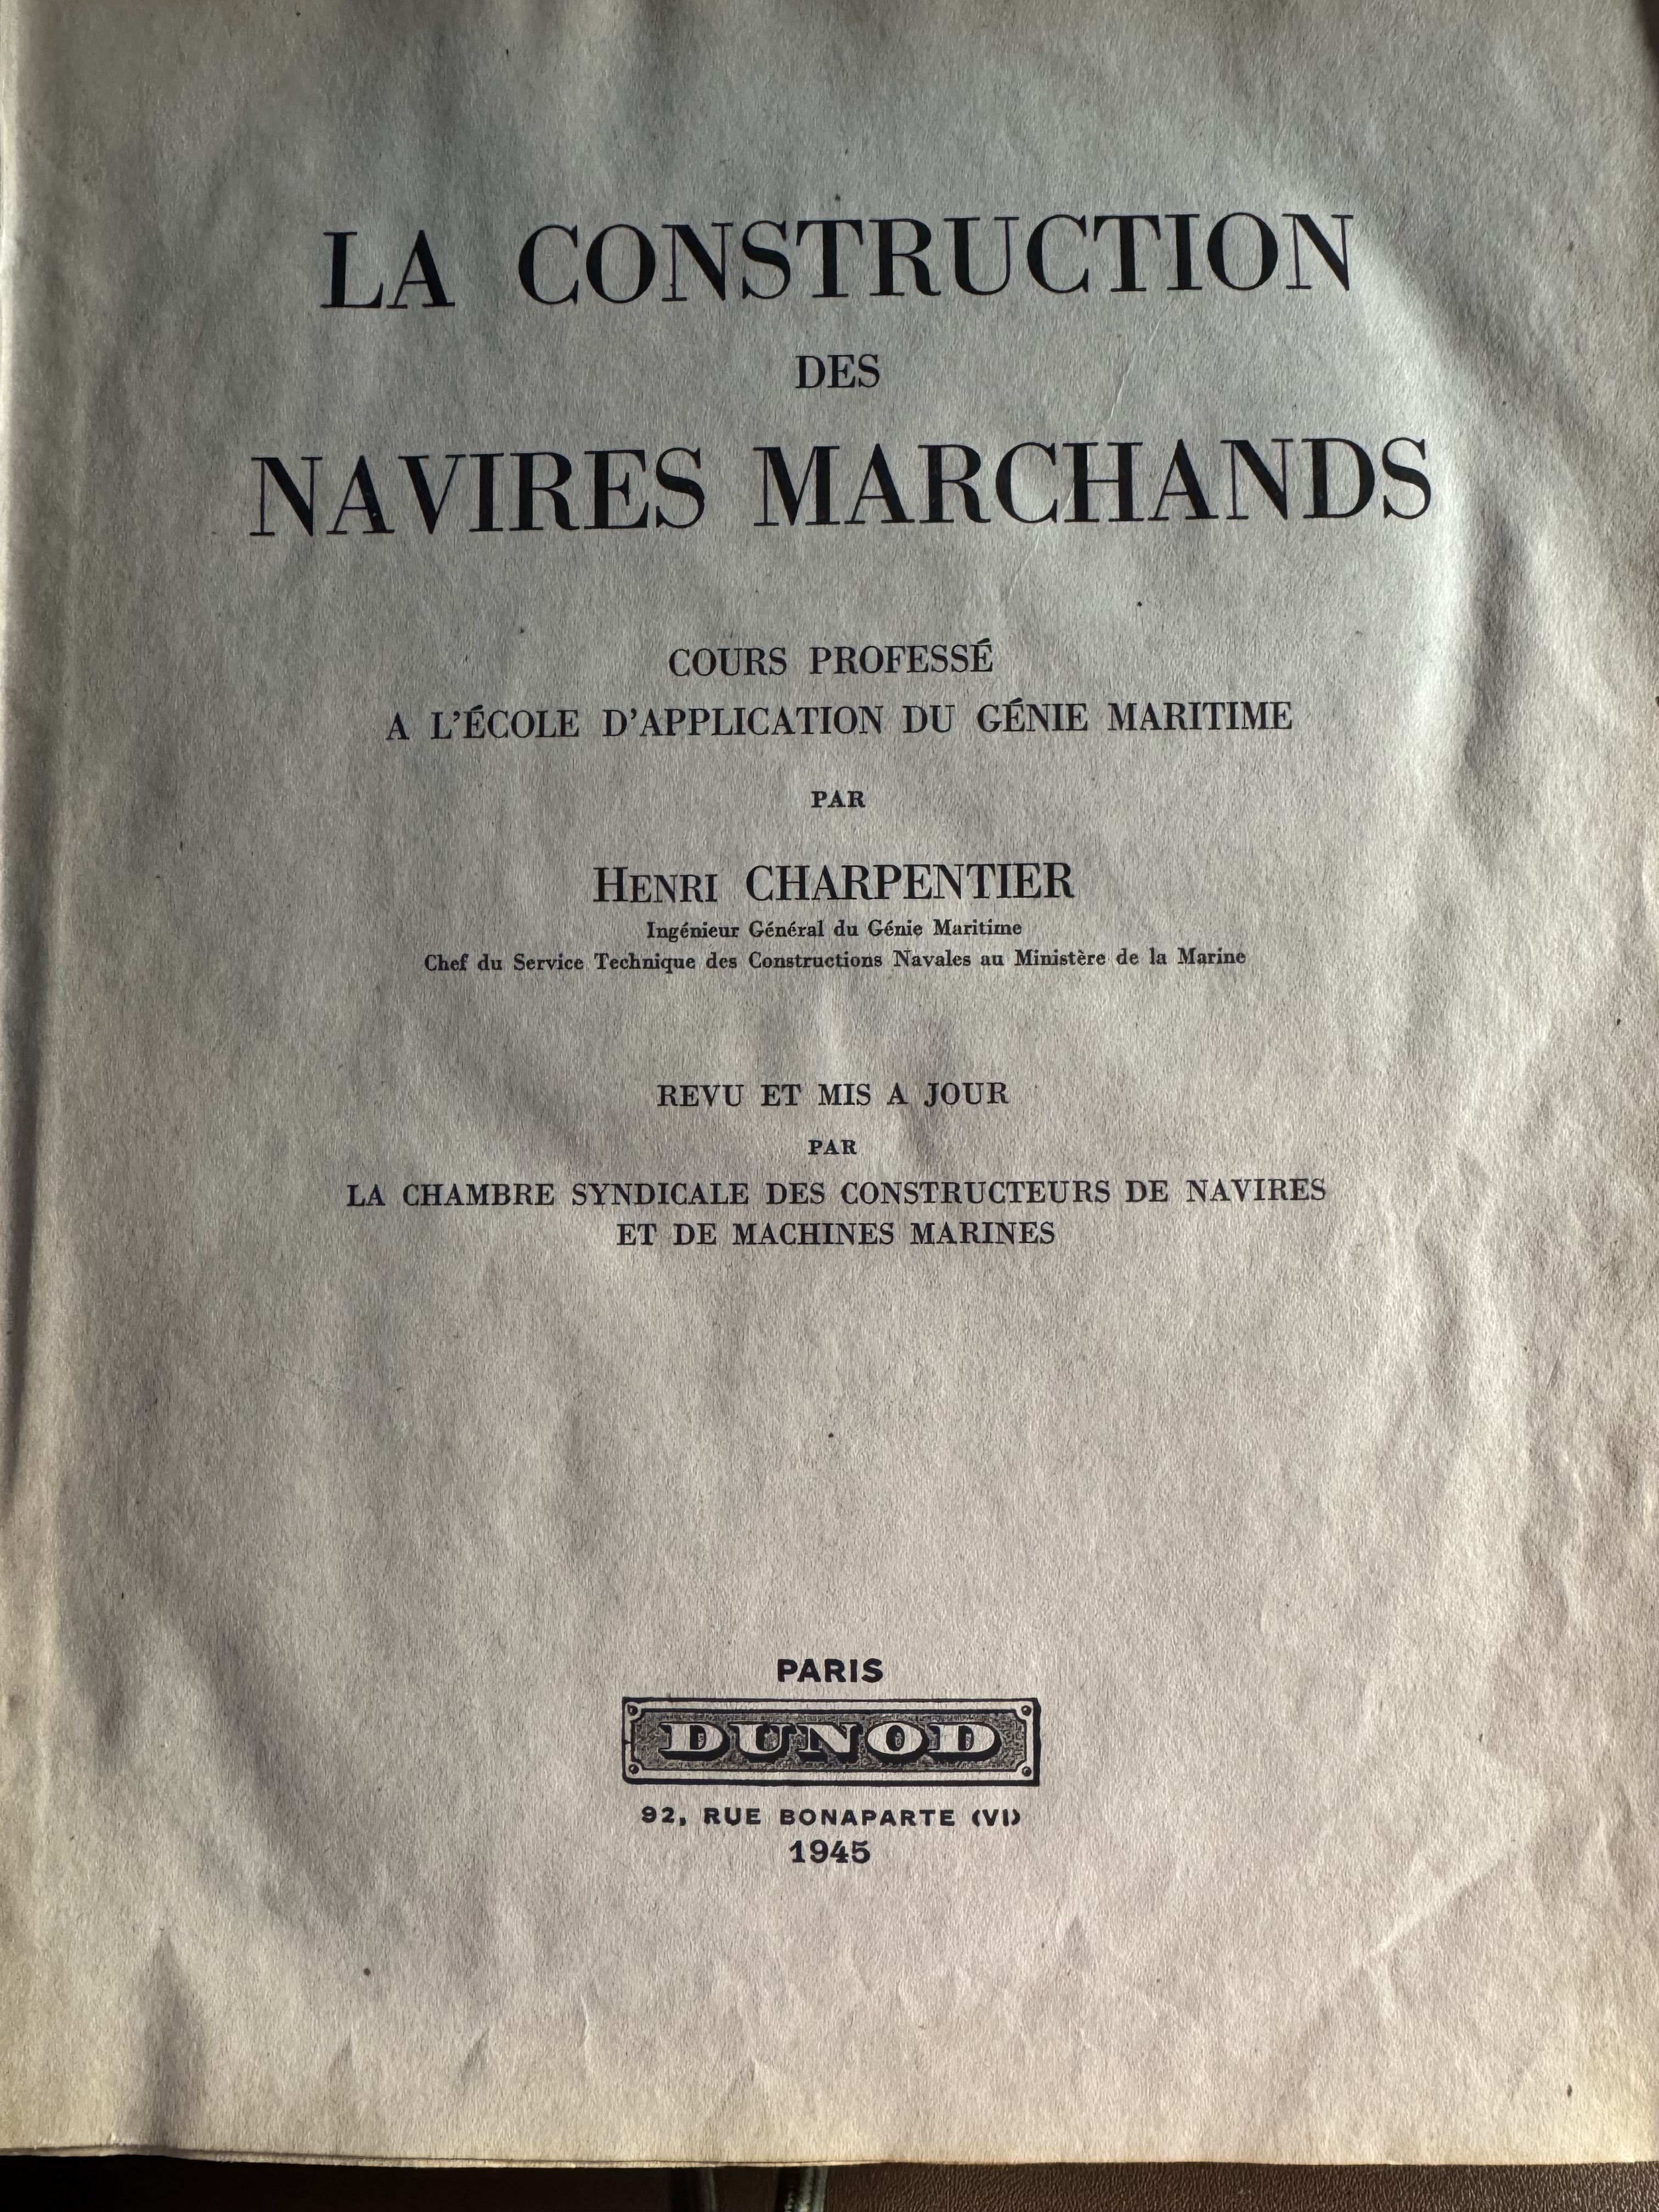 LA CONSTRUCTION
DES
NAVIRES MARCHANDS
COURS PROFESSÉ
A L'ÉCOLE D'APPLICATION DU GÉNIE MARITIME
PAR
HENRI CHARPENTIER
Ingénieur Général du Génie Maritime
Chef du Service Technique des Constructions Navales au Ministère de la Marine
REVU ET MIS A JOUR
PAR
LA CHAMBRE SYNDICALE DES CONSTRUCTEURS DE NAVIRES
ET DE MACHINES MARINES
PARIS
DUNOD
92, RUE BONAPARTE (VI)
1945